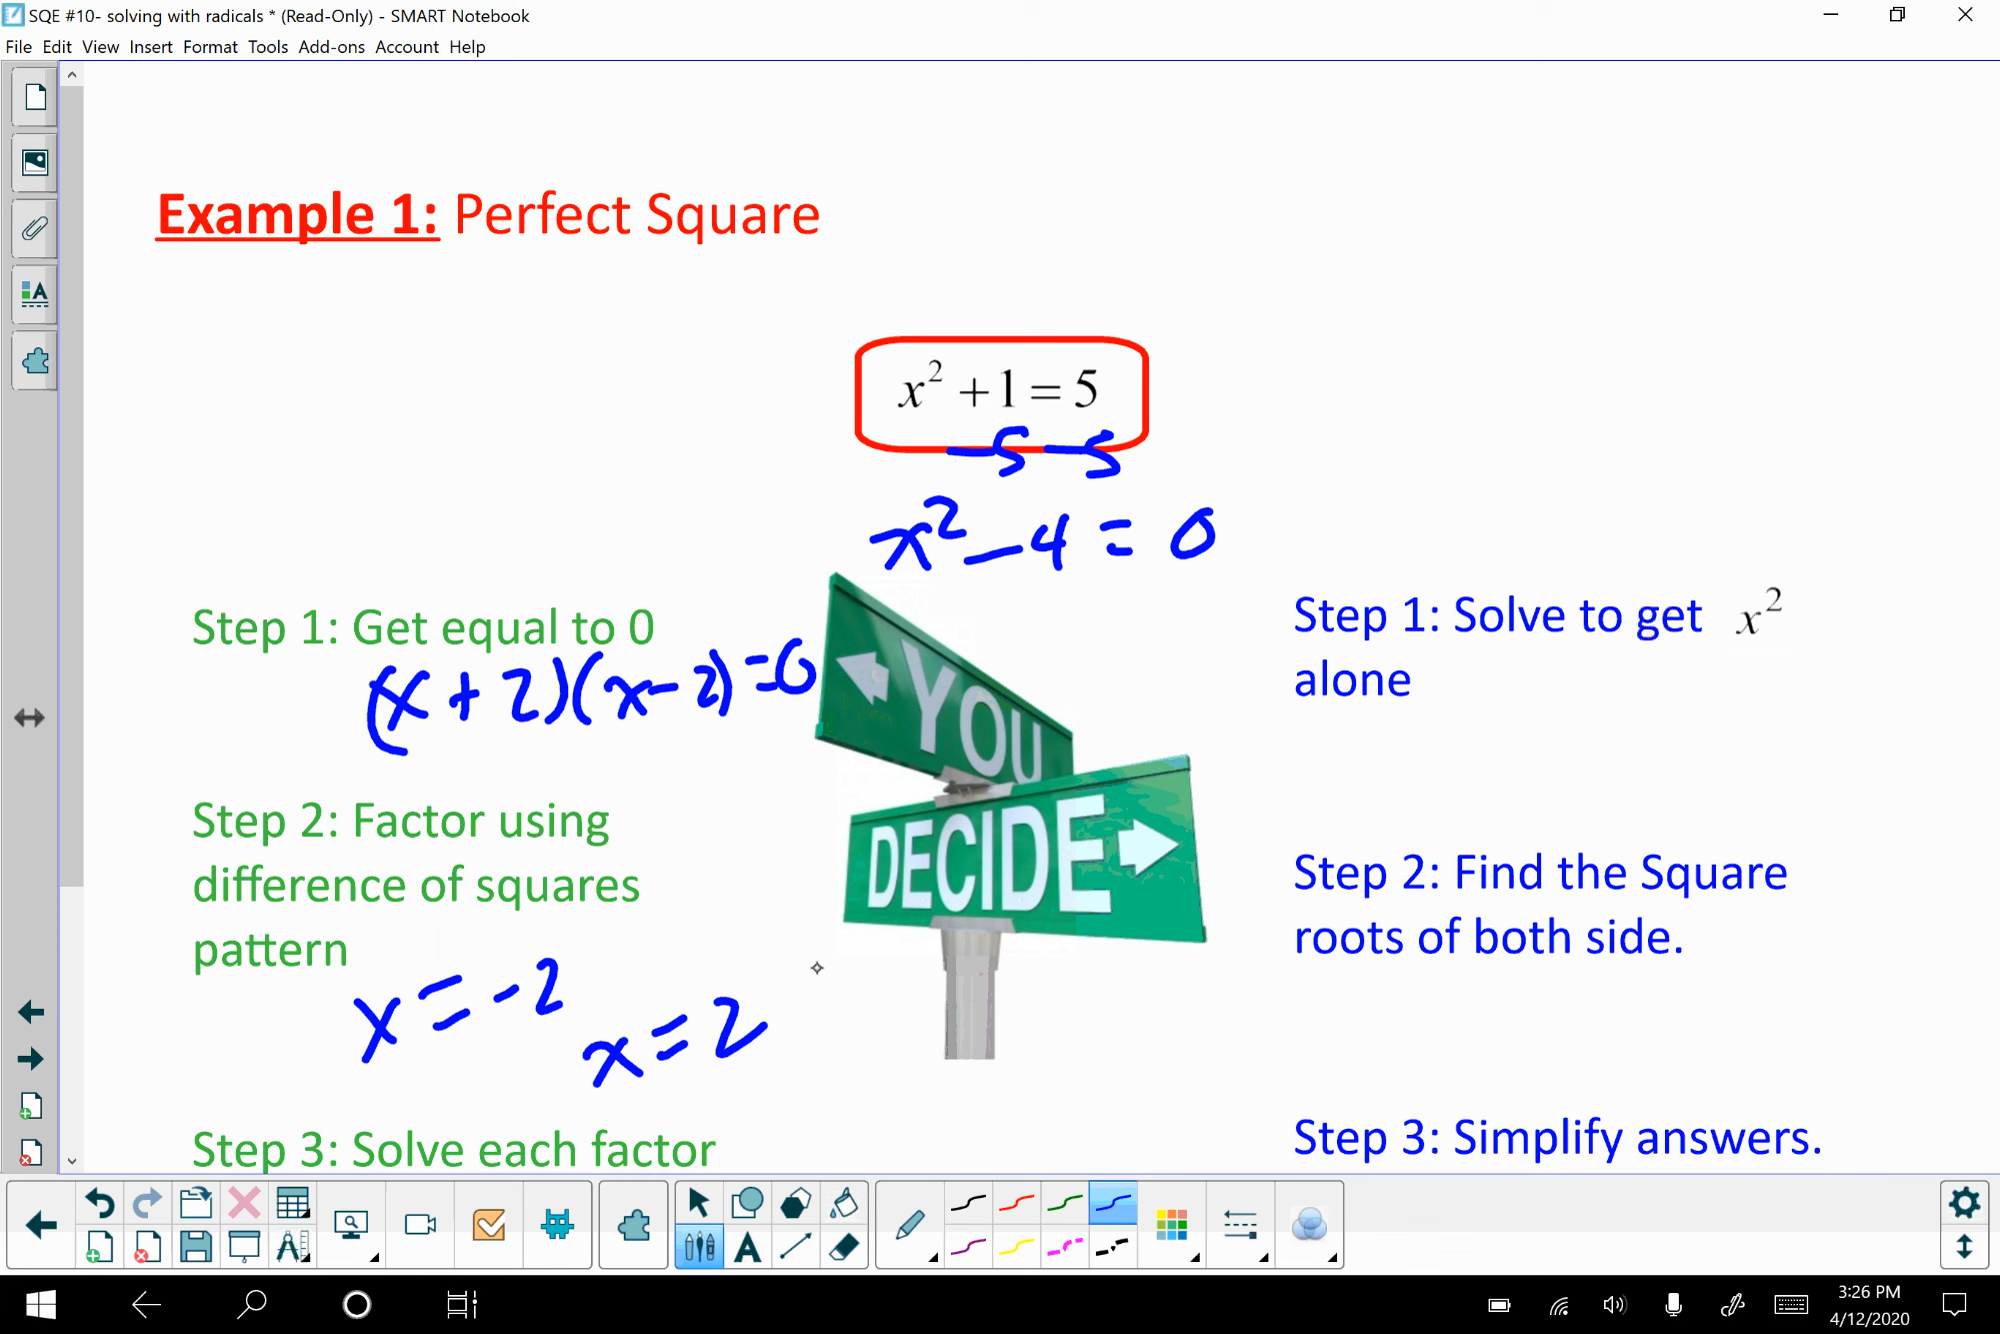 SQE #10- solving with radicals * (Read-Only) - SMART Notebook
File Edit View Insert Format Tools Add-ons Account Help
Example 1: Perfect Square
x² + 1 = 5
-5 -5
x² - 4 = 0
Step 1: Get equal to 0
(x + 2)(x - 2) = 0
Step 2: Factor using
difference of squares
pattern
x = -2
x = 2
Step 3: Solve each factor
YOU
DECIDE
Step 1: Solve to get x²
alone
Step 2: Find the Square
roots of both side.
Step 3: Simplify answers.
3:26 PM
4/12/2020